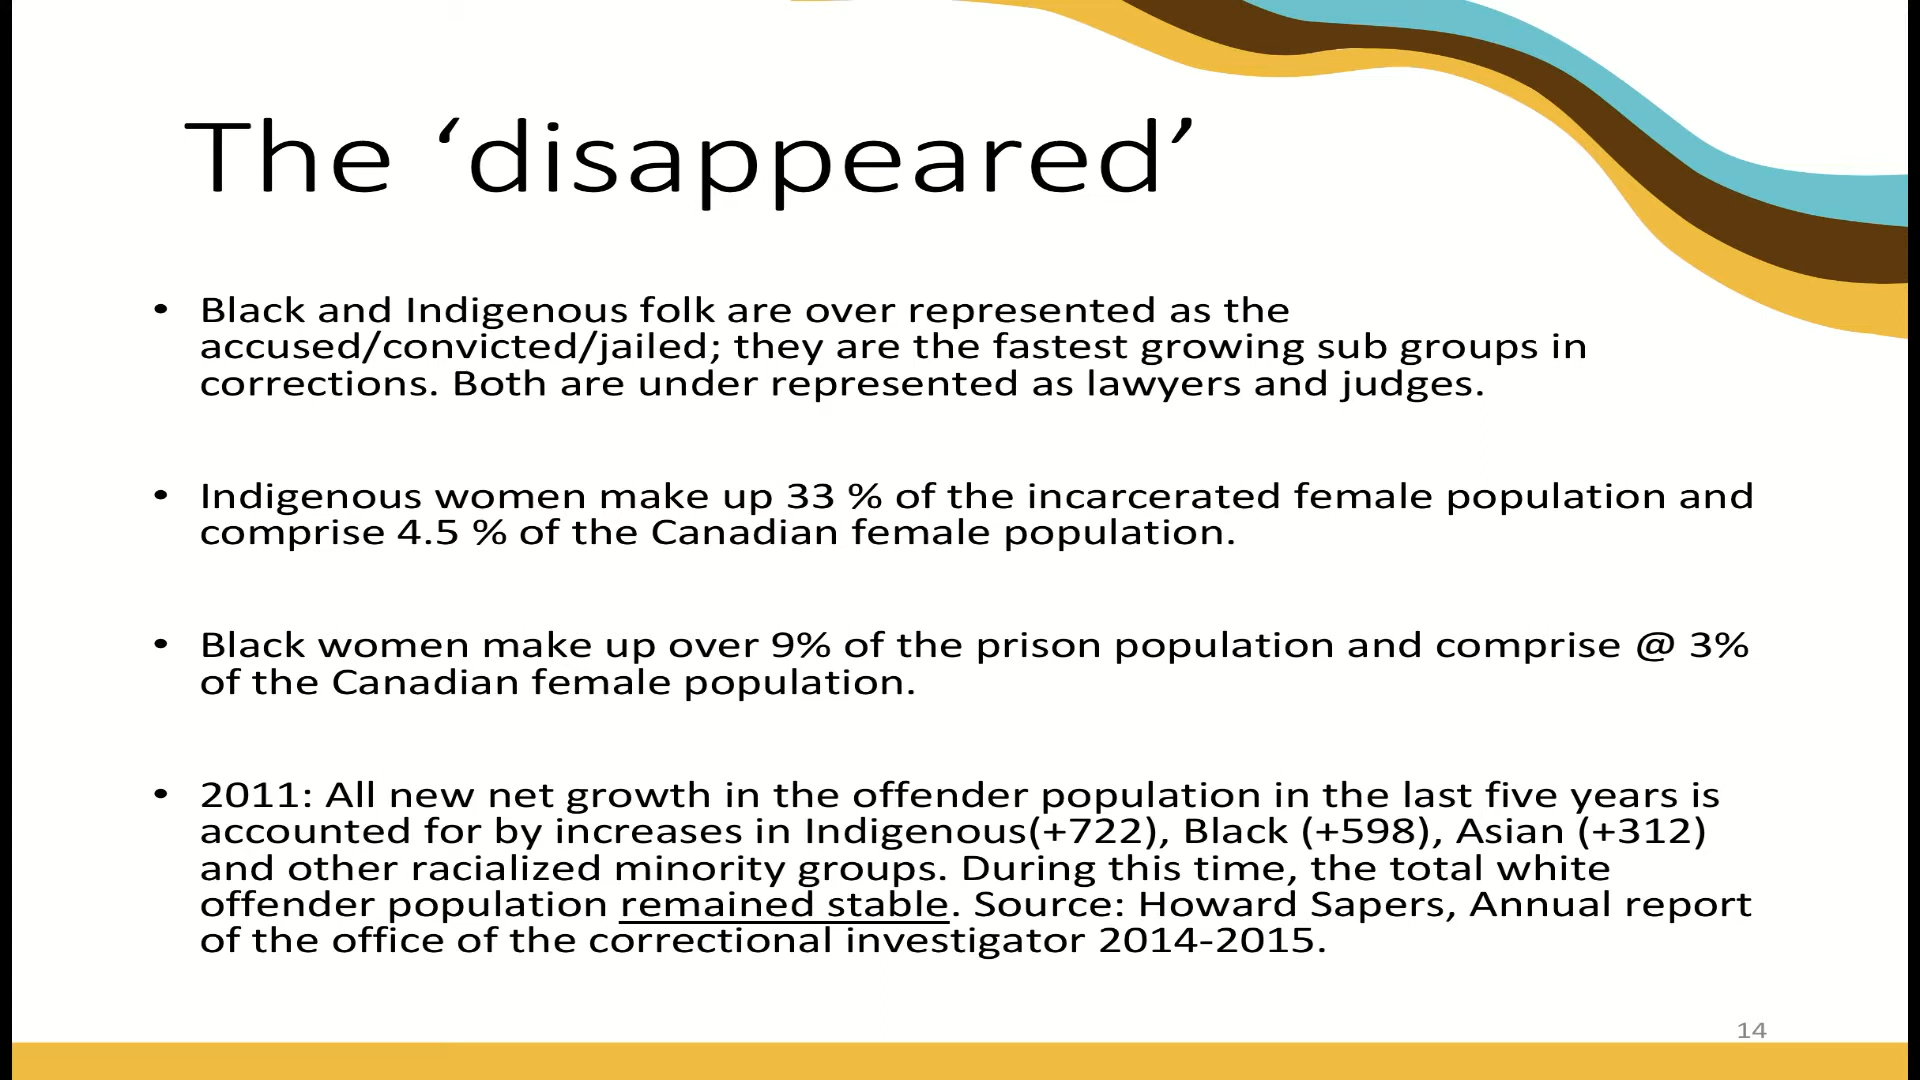 The ‘disappeared’
• Black and Indigenous folk are over represented as the
accused/convicted/jailed; they are the fastest growing sub groups in
corrections. Both are under represented as lawyers and judges.
• Indigenous women make up 33 % of the incarcerated female population and
comprise 4.5 % of the Canadian female population.
• Black women make up over 9% of the prison population and comprise @ 3%
of the Canadian female population.
• 2011: All new net growth in the offender population in the last five years is
accounted for by increases in Indigenous(+722), Black (+598), Asian (+312)
and other racialized minority groups. During this time, the total white
offender population remained stable. Source: Howard Sapers, Annual report
of the office of the correctional investigator 2014-2015.
14